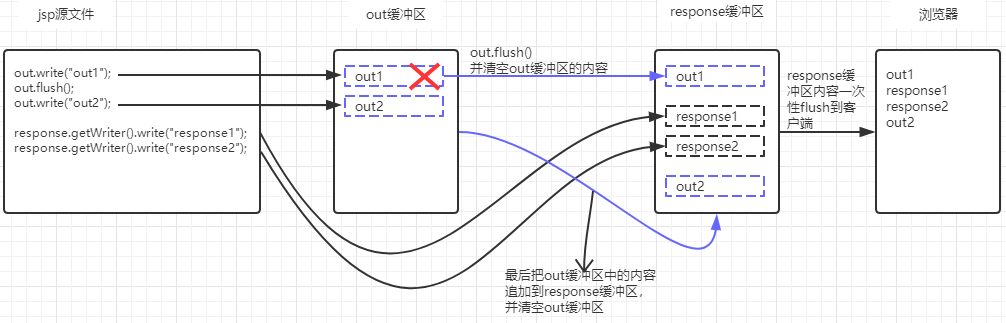 jsp源文件
out.write("out1");
out.flush();
out.write("out2");
response.getWriter().write("response1");
response.getWriter().write("response2");
out缓冲区
out1
out2
out.flush()
并清空out缓冲区的内容
最后把out缓冲区中的内容
追加到response缓冲区，
并清空out缓冲区
response缓冲区
out1
response1
response2
out2
response缓
冲区内容一次
性flush到客
户端
浏览器
out1
response1
response2
out2